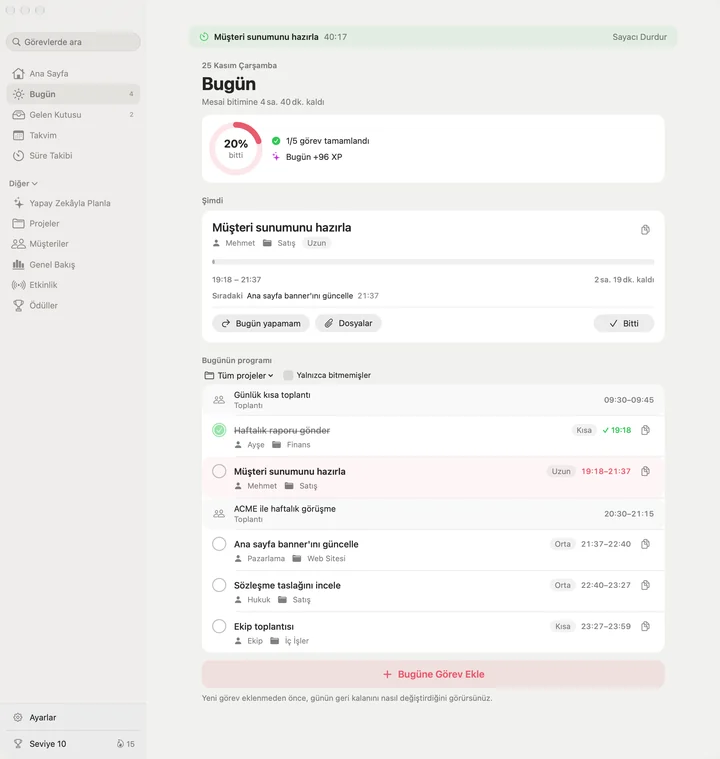 Görevlerde ara
Ana Sayfa
Bugün 4
Gelen Kutusu 2
Takvim
Süre Takibi
Diğer
Yapay Zekâyla Planla
Projeler
Müşteriler
Genel Bakış
Etkinlik
Ödüller
Ayarlar
Seviye 10 15
Müşteri sunumunu hazırla 40:17 Sayacı Durdur
25 Kasım Çarşamba
Bugün
Mesai bitimine 4 sa. 40 dk. kaldı
20%
bitti
1/5 görev tamamlandı
Bugün +96 XP
Şimdi
Müşteri sunumunu hazırla
Mehmet Satış Uzun
19:18 – 21:37 2 sa. 19 dk. kaldı
Sıradaki Ana sayfa banner'ını güncelle 21:37
Bugün yapamam Dosyalar Bitti
Bugünün programı
Tüm projeler Yalnızca bitmemişler
Günlük kısa toplantı 09:30–09:45
Toplantı
Haftalık raporu gönder Kısa 19:18
Ayşe Finans
Müşteri sunumunu hazırla Uzun 19:18–21:37
Mehmet Satış
ACME ile haftalık görüşme 20:30–21:15
Toplantı
Ana sayfa banner'ını güncelle Orta 21:37–22:40
Pazarlama Web Sitesi
Sözleşme taslağını incele Orta 22:40–23:27
Hukuk Satış
Ekip toplantısı Kısa 23:27–23:59
Ekip İç İşler
+ Bugüne Görev Ekle
Yeni görev eklenmeden önce, günün geri kalanını nasıl değiştirdiğini görürsünüz.